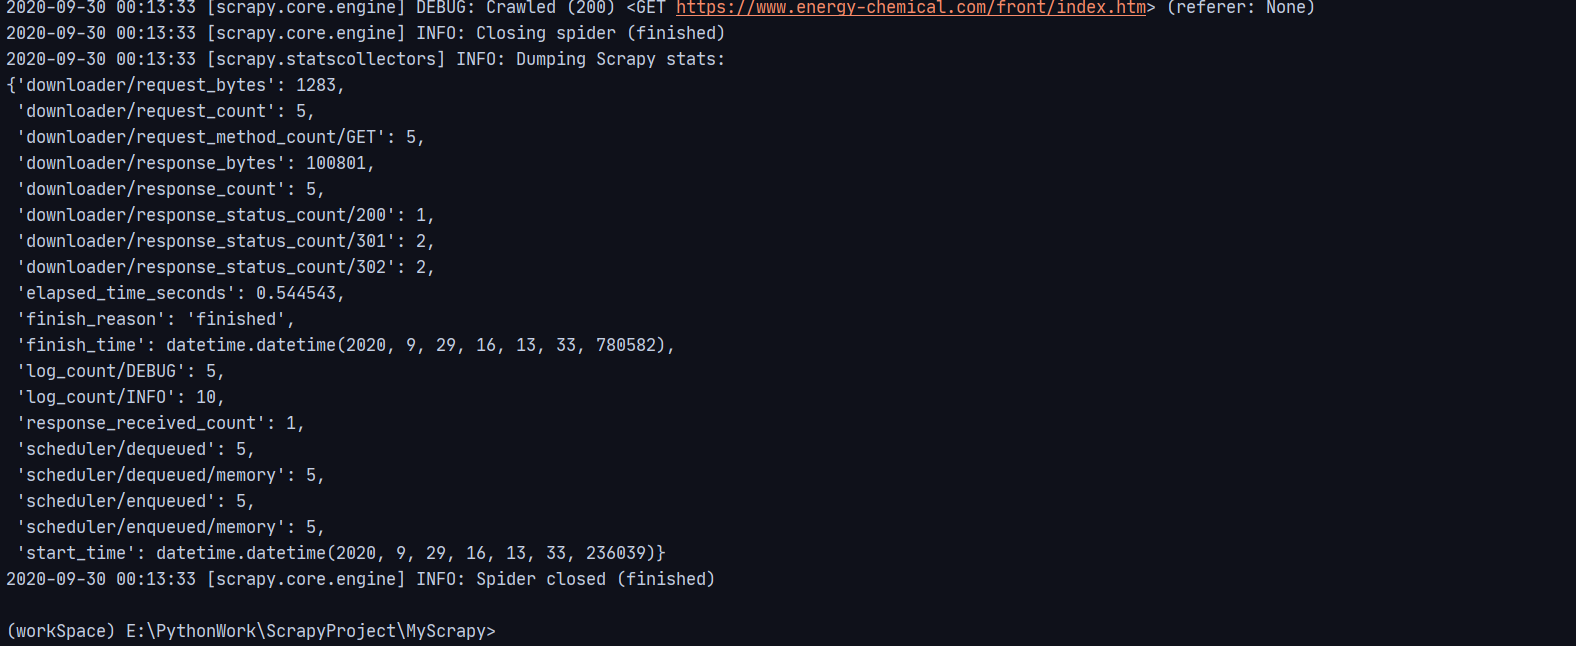 2020-09-30 00:13:33 [scrapy.core.engine] DEBUG: Crawled (200) <GET https://www.energy-chemical.com/front/index.htm> (referer: None)
2020-09-30 00:13:33 [scrapy.core.engine] INFO: Closing spider (finished)
2020-09-30 00:13:33 [scrapy.statscollectors] INFO: Dumping Scrapy stats:
{'downloader/request_bytes': 1283,
 'downloader/request_count': 5,
 'downloader/request_method_count/GET': 5,
 'downloader/response_bytes': 100801,
 'downloader/response_count': 5,
 'downloader/response_status_count/200': 1,
 'downloader/response_status_count/301': 2,
 'downloader/response_status_count/302': 2,
 'elapsed_time_seconds': 0.544543,
 'finish_reason': 'finished',
 'finish_time': datetime.datetime(2020, 9, 29, 16, 13, 33, 780582),
 'log_count/DEBUG': 5,
 'log_count/INFO': 10,
 'response_received_count': 1,
 'scheduler/dequeued': 5,
 'scheduler/dequeued/memory': 5,
 'scheduler/enqueued': 5,
 'scheduler/enqueued/memory': 5,
 'start_time': datetime.datetime(2020, 9, 29, 16, 13, 33, 236039)}
2020-09-30 00:13:33 [scrapy.core.engine] INFO: Spider closed (finished)
(workSpace) E:\PythonWork\ScrapyProject\MyScrapy>